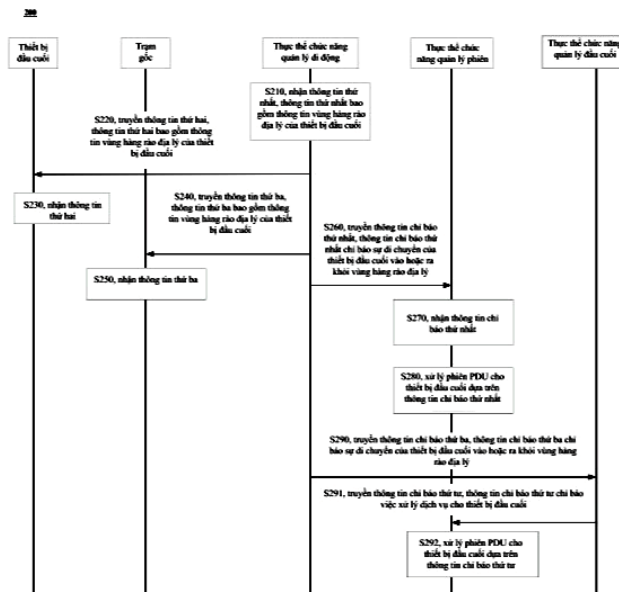 200
Thiết bị
đầu cuối
Trạm
gốc
Thực thể chức năng
quản lý di động
Thực thể chức
năng quản lý phiên
Thực thể chức năng
quản lý đầu cuối
S210, nhận thông tin thứ
nhất, thông tin thứ nhất bao
gồm thông tin vùng hàng rào
địa lý của thiết bị đầu cuối
S220, truyền thông tin thứ hai,
thông tin thứ hai bao gồm thông
tin vùng hàng rào địa lý của thiết
bị đầu cuối
S230, nhận thông tin
thứ hai
S240, truyền thông tin thứ ba,
thông tin thứ ba bao gồm thông
tin vùng hàng rào địa lý của thiết
bị đầu cuối
S250, nhận thông tin thứ ba
S260, truyền thông tin chỉ báo
thứ nhất, thông tin chỉ báo
thứ nhất chỉ báo sự di chuyển của
thiết bị đầu cuối vào hoặc ra
khỏi vùng hàng rào địa lý
S270, nhận thông tin chỉ
báo thứ nhất
S280, xử lý phiên PDU cho
thiết bị đầu cuối dựa trên
thông tin chỉ báo thứ nhất
S290, truyền thông tin chỉ báo thứ ba, thông tin chỉ báo thứ ba chỉ
báo sự di chuyển của thiết bị đầu cuối vào hoặc ra khỏi vùng hàng
rào địa lý
S291, truyền thông tin chỉ báo thứ tư, thông tin chỉ báo thứ tư chỉ báo
việc xử lý dịch vụ cho thiết bị đầu cuối
S292, xử lý phiên PDU cho
thiết bị đầu cuối dựa trên
thông tin chỉ báo thứ tư